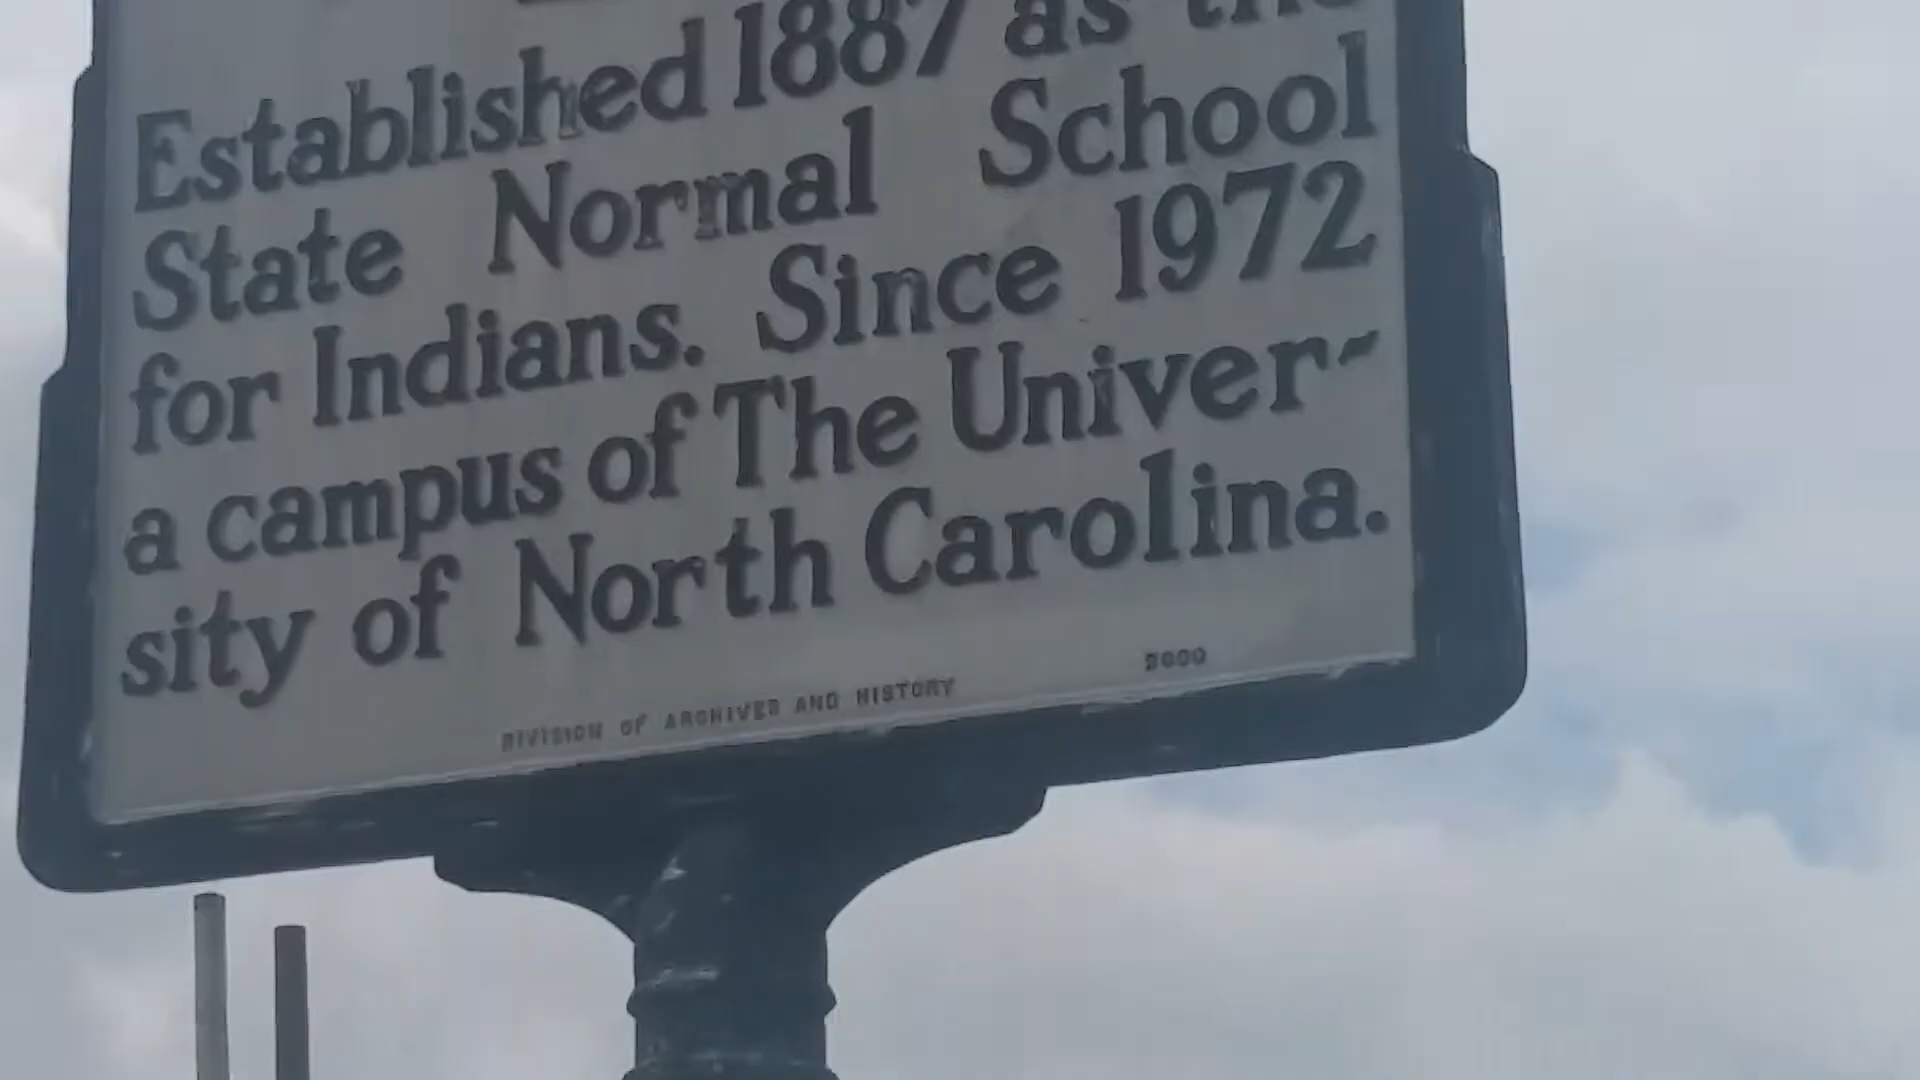 Established 1887 as the
State Normal School
for Indians. Since 1972
a campus of The Univer-
sity of North Carolina.
DIVISION OF ARCHIVES AND HISTORY